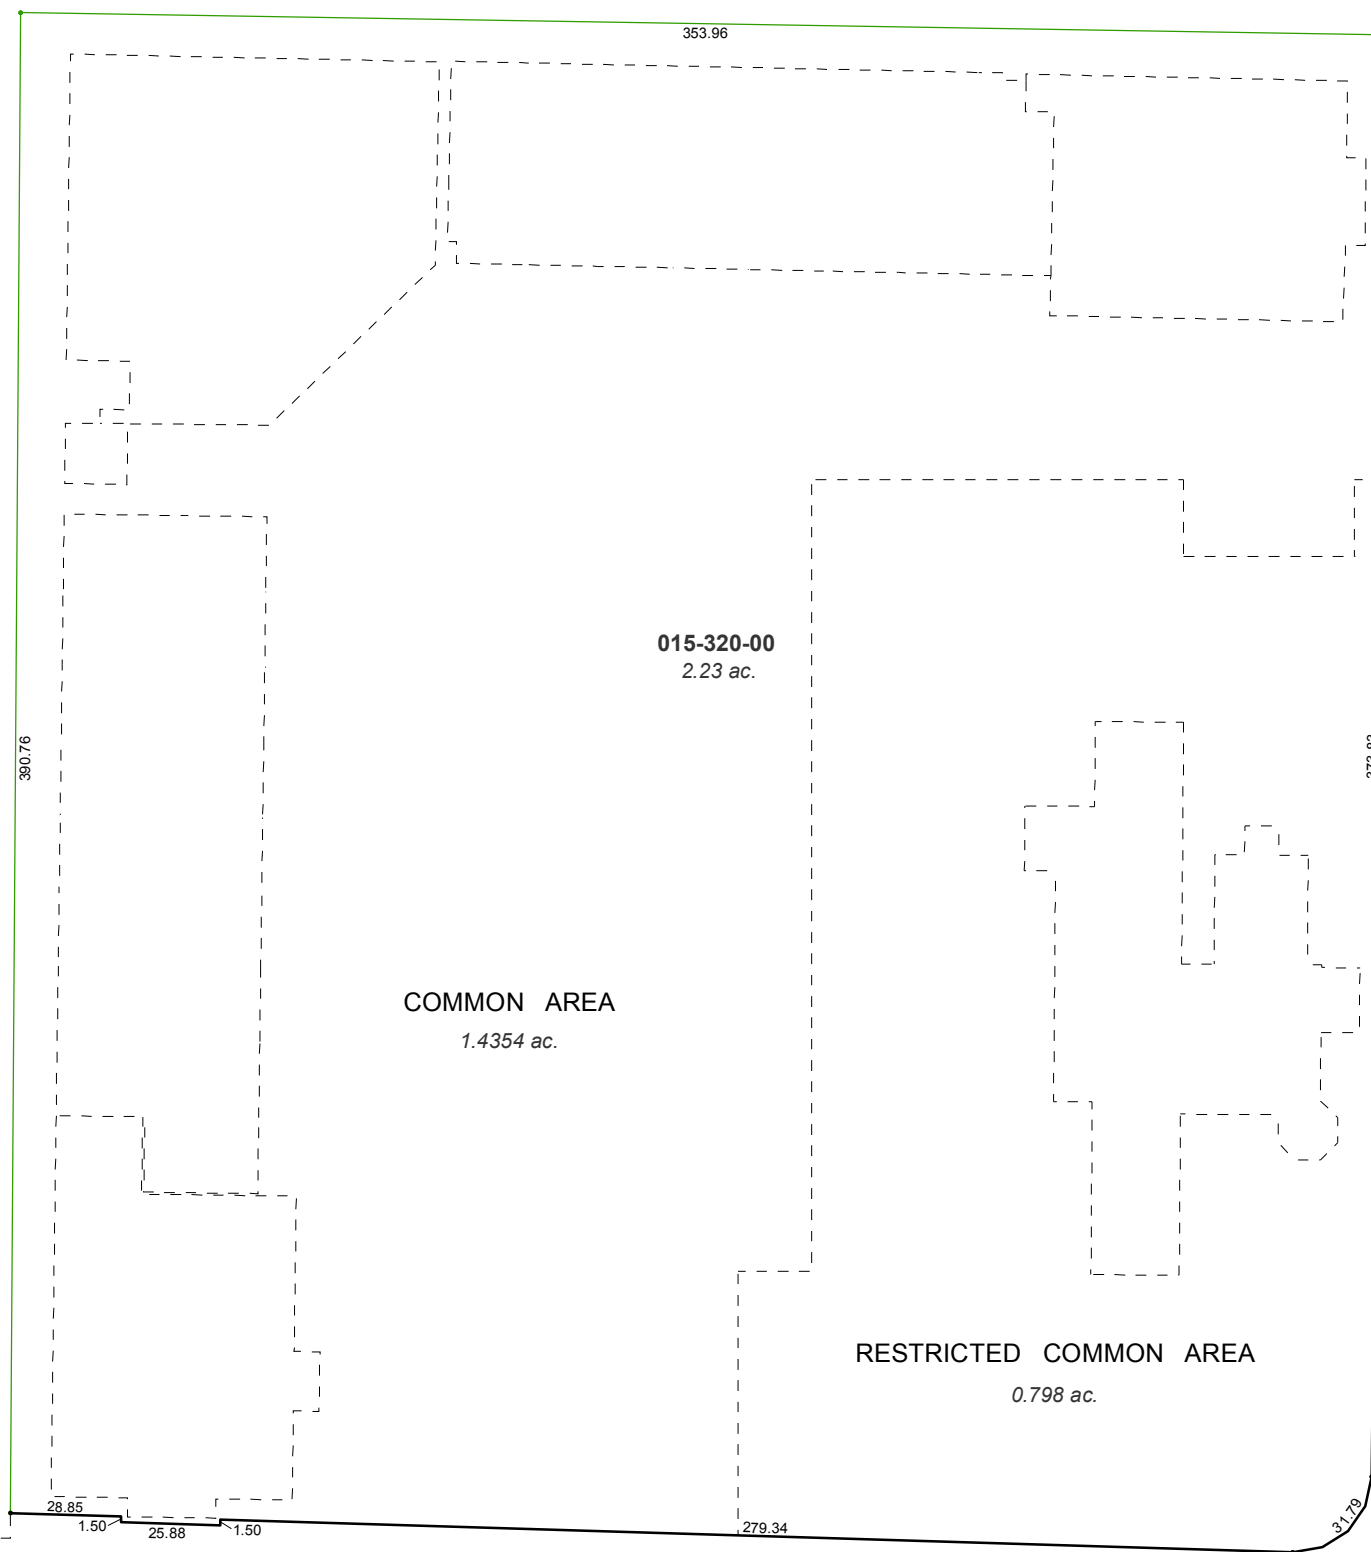 353.96
015-320-00
2.23 ac.
390.76
COMMON AREA
1.4354 ac.
RESTRICTED COMMON AREA
0.798 ac.
28.85
1.50
25.88
1.50
279.34
31.79